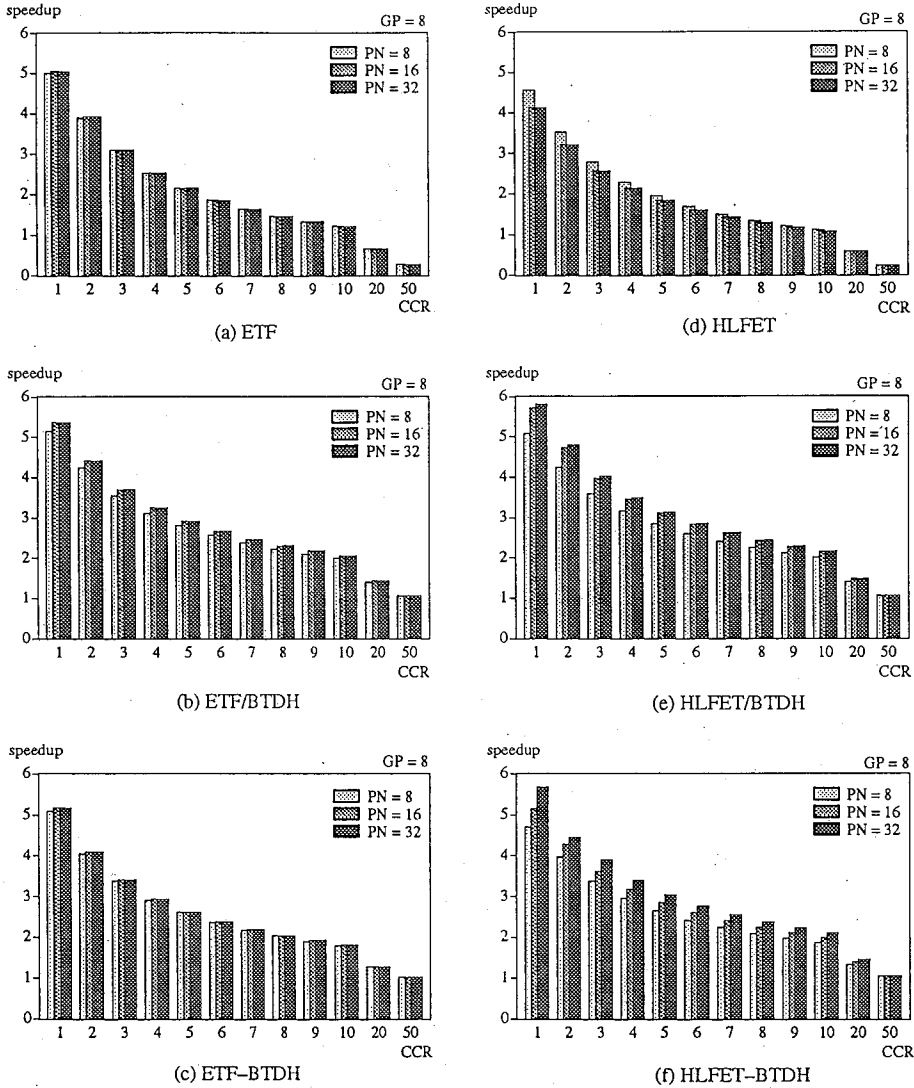 speedup
GP = 8
6
5
4
3
2
1
0
PN = 8
PN = 16
PN = 32
1 2 3 4 5 6 7 8 9 10 20 50
CCR
(a) ETF
speedup
GP = 8
6
5
4
3
2
1
0
PN = 8
PN = 16
PN = 32
1 2 3 4 5 6 7 8 9 10 20 50
CCR
(d) HLFET
speedup
GP = 8
6
5
4
3
2
1
0
PN = 8
PN = 16
PN = 32
1 2 3 4 5 6 7 8 9 10 20 50
CCR
(b) ETF/BTDH
speedup
GP = 8
6
5
4
3
2
1
0
PN = 8
PN = 16
PN = 32
1 2 3 4 5 6 7 8 9 10 20 50
CCR
(e) HLFET/BTDH
speedup
GP = 8
6
5
4
3
2
1
0
PN = 8
PN = 16
PN = 32
1 2 3 4 5 6 7 8 9 10 20 50
CCR
(c) ETF–BTDH
speedup
GP = 8
6
5
4
3
2
1
0
PN = 8
PN = 16
PN = 32
1 2 3 4 5 6 7 8 9 10 20 50
CCR
(f) HLFET–BTDH